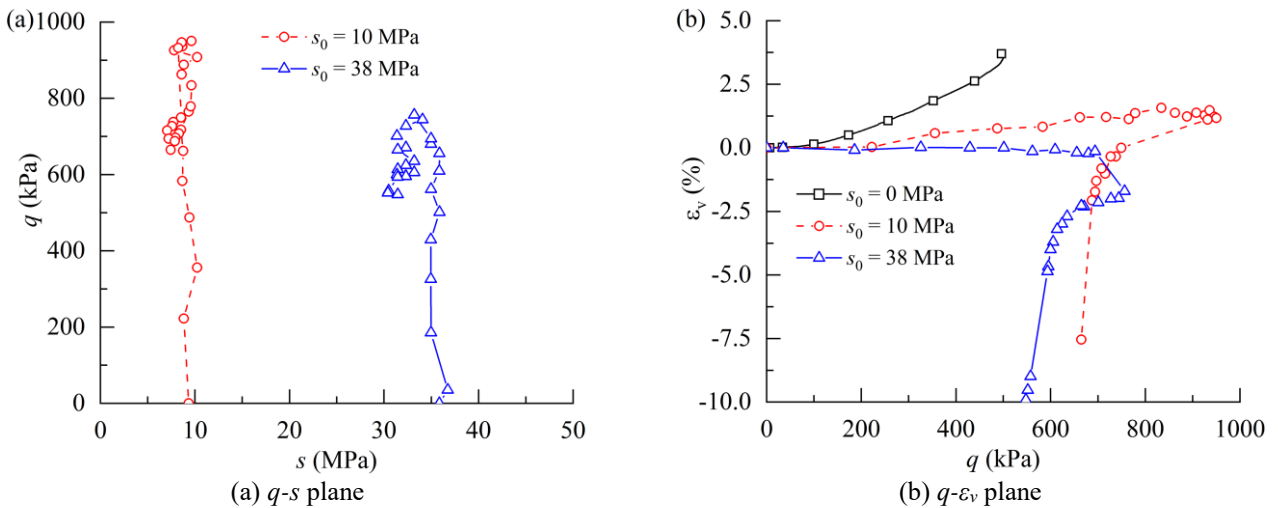 (a)
1000
800
600
400
200
0
q (kPa)
s₀ = 10 MPa
s₀ = 38 MPa
0 10 20 30 40 50
s (MPa)
(a) q-s plane
(b)
5.0
2.5
0.0
-2.5
-5.0
-7.5
-10.0
εᵥ (%)
s₀ = 0 MPa
s₀ = 10 MPa
s₀ = 38 MPa
0 200 400 600 800 1000
q (kPa)
(b) q-εᵥ plane